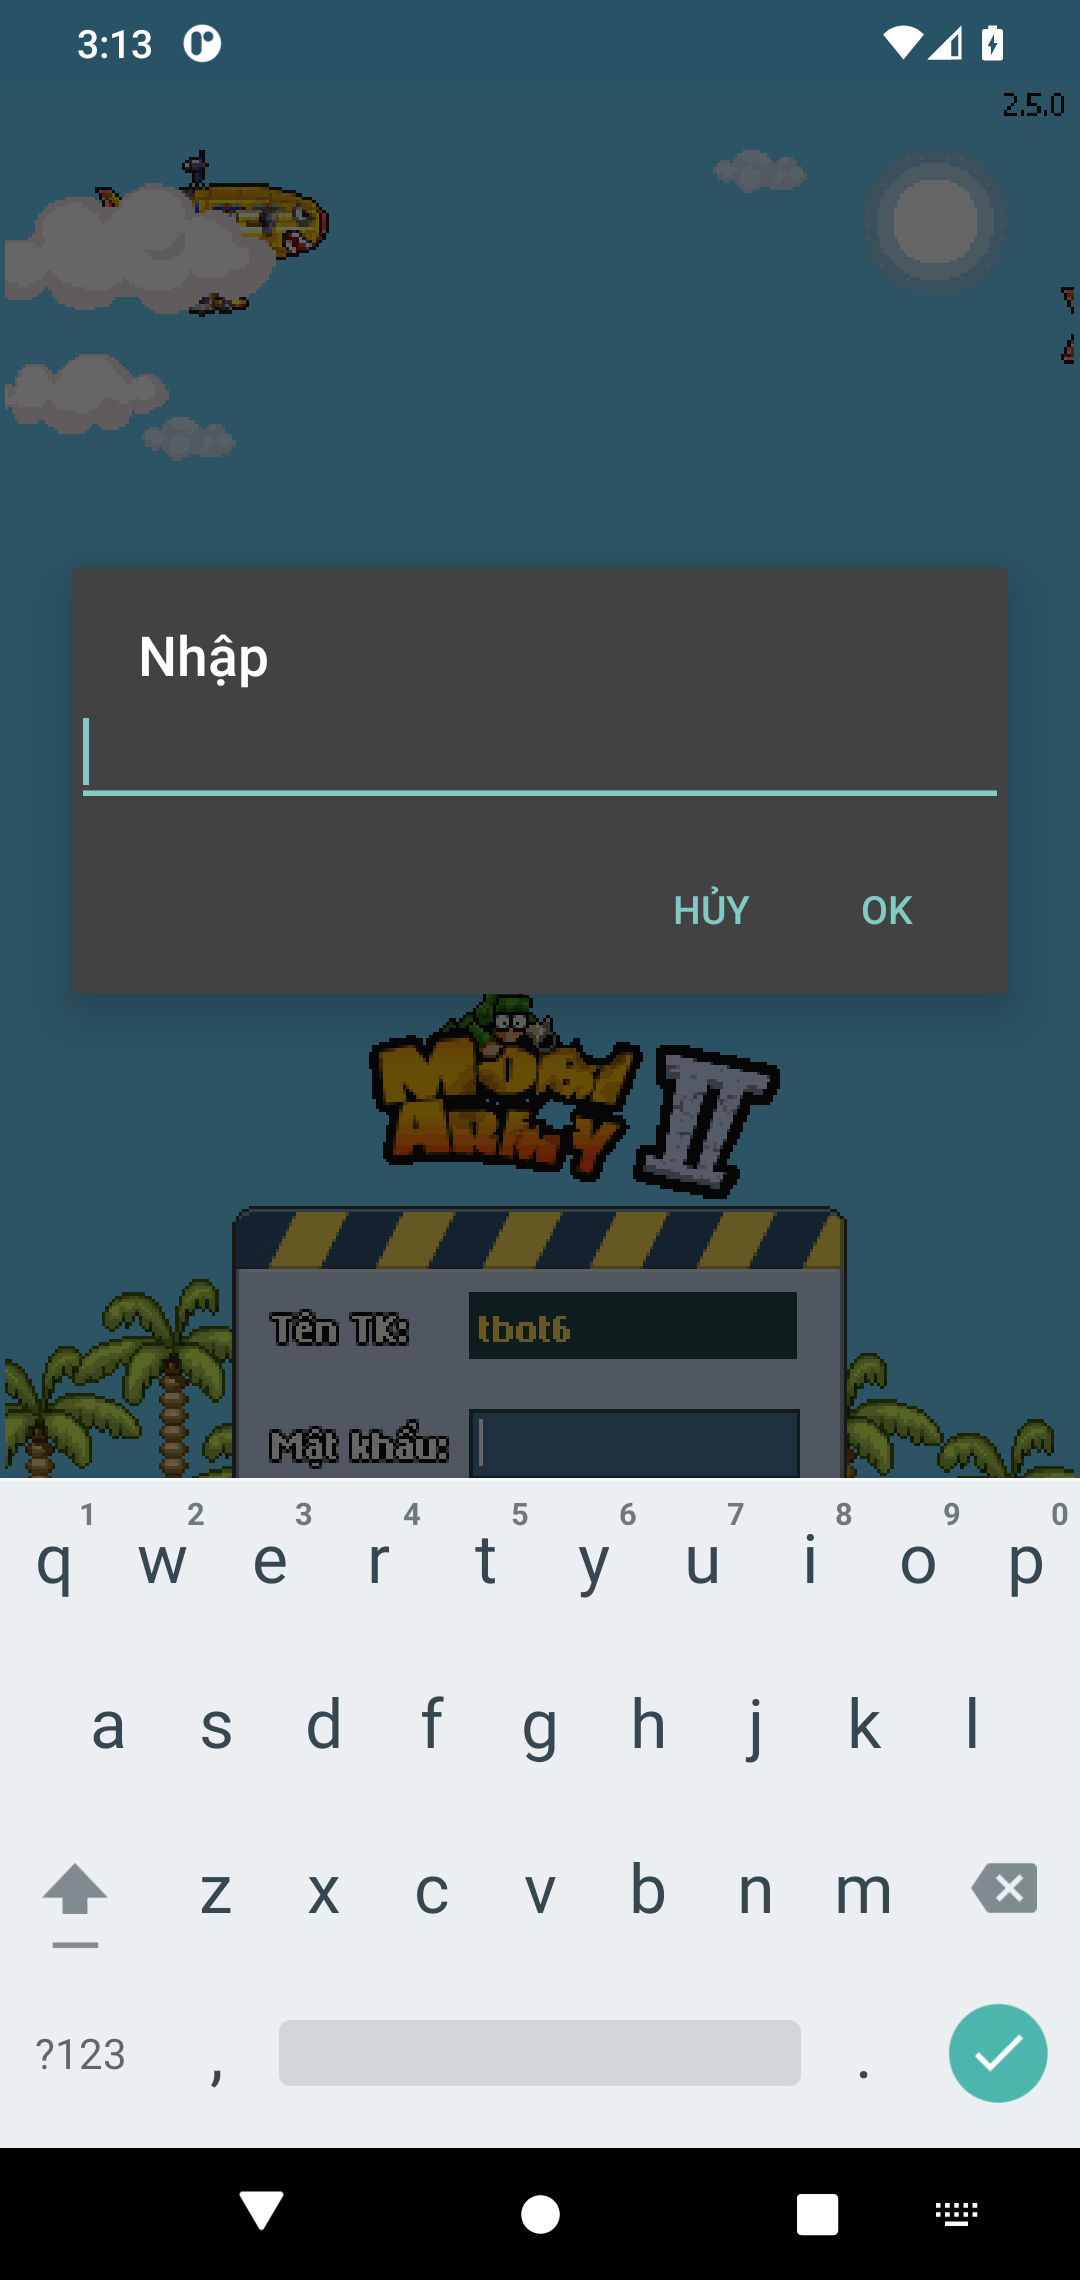 3:13
2.5.0
Nhập
HỦY OK
MOBI
ARMY II
Tên TK: tbot6
Mật khẩu:
1 2 3 4 5 6 7 8 9 0
q w e r t y u i o p
a s d f g h j k l
z x c v b n m
?123 , .